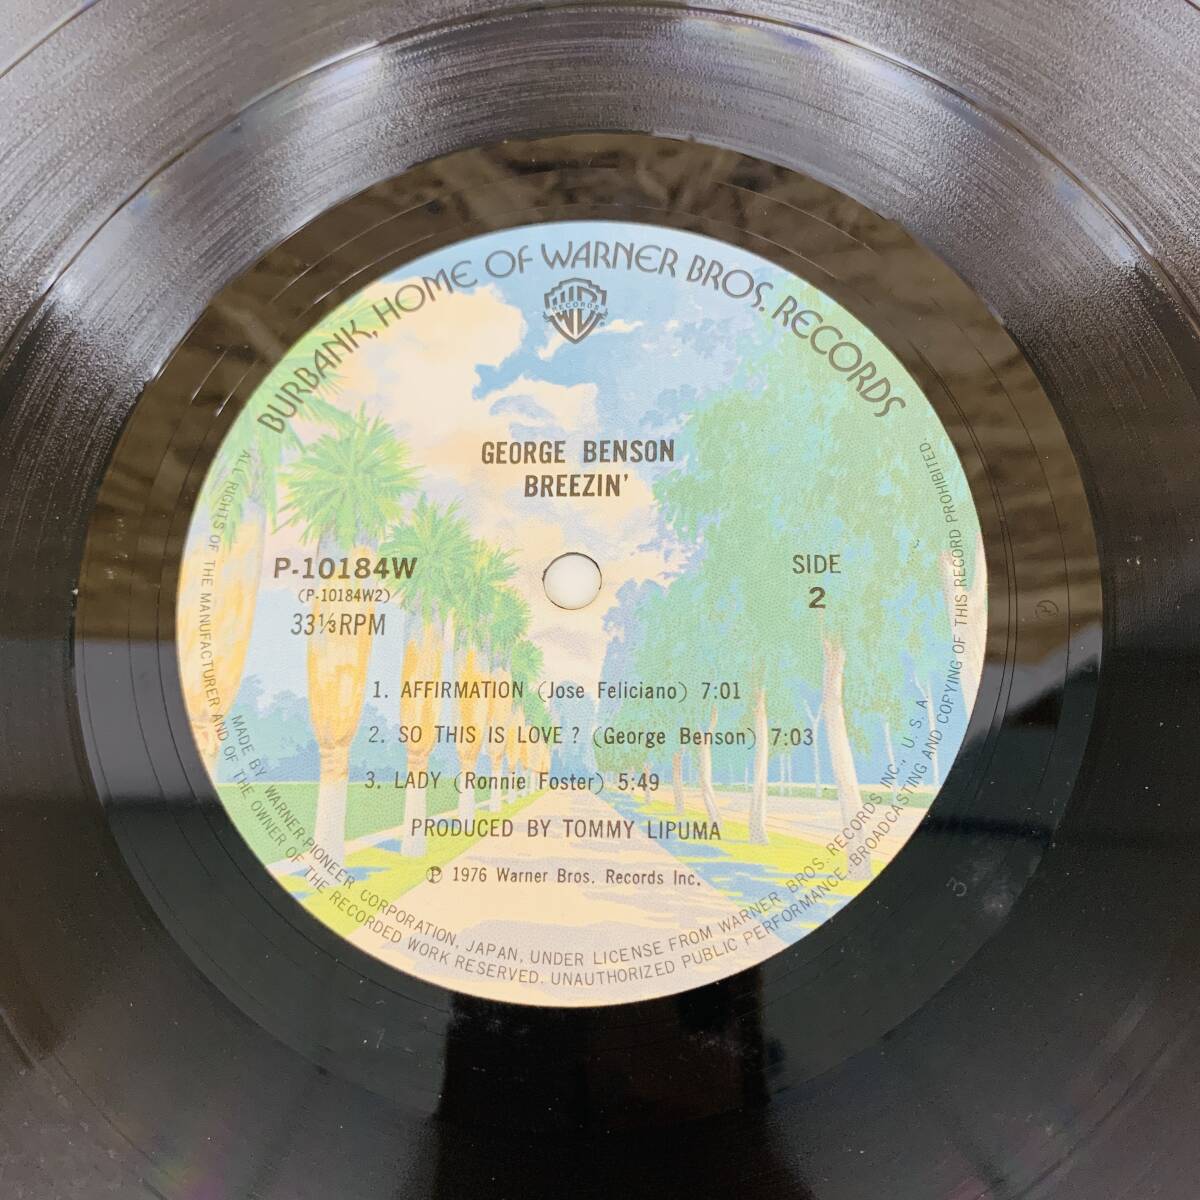 BURBANK, HOME OF WARNER BROS. RECORDS
RECORDS
GEORGE BENSON
BREEZIN'
P-10184W
(P-10184W2)
33⅓RPM
SIDE
2
1. AFFIRMATION (Jose Feliciano) 7:01
2. SO THIS IS LOVE? (George Benson) 7:03
3. LADY (Ronnie Foster) 5:49
PRODUCED BY TOMMY LIPUMA
℗ 1976 Warner Bros. Records Inc.
MADE BY WARNER-PIONEER CORPORATION, JAPAN, UNDER LICENSE FROM WARNER BROS. RECORDS INC., U.S.A.
ALL RIGHTS OF THE MANUFACTURER AND OF THE OWNER OF THE RECORDED WORK RESERVED. UNAUTHORIZED PUBLIC PERFORMANCE, BROADCASTING AND COPYING OF THIS RECORD PROHIBITED.
3